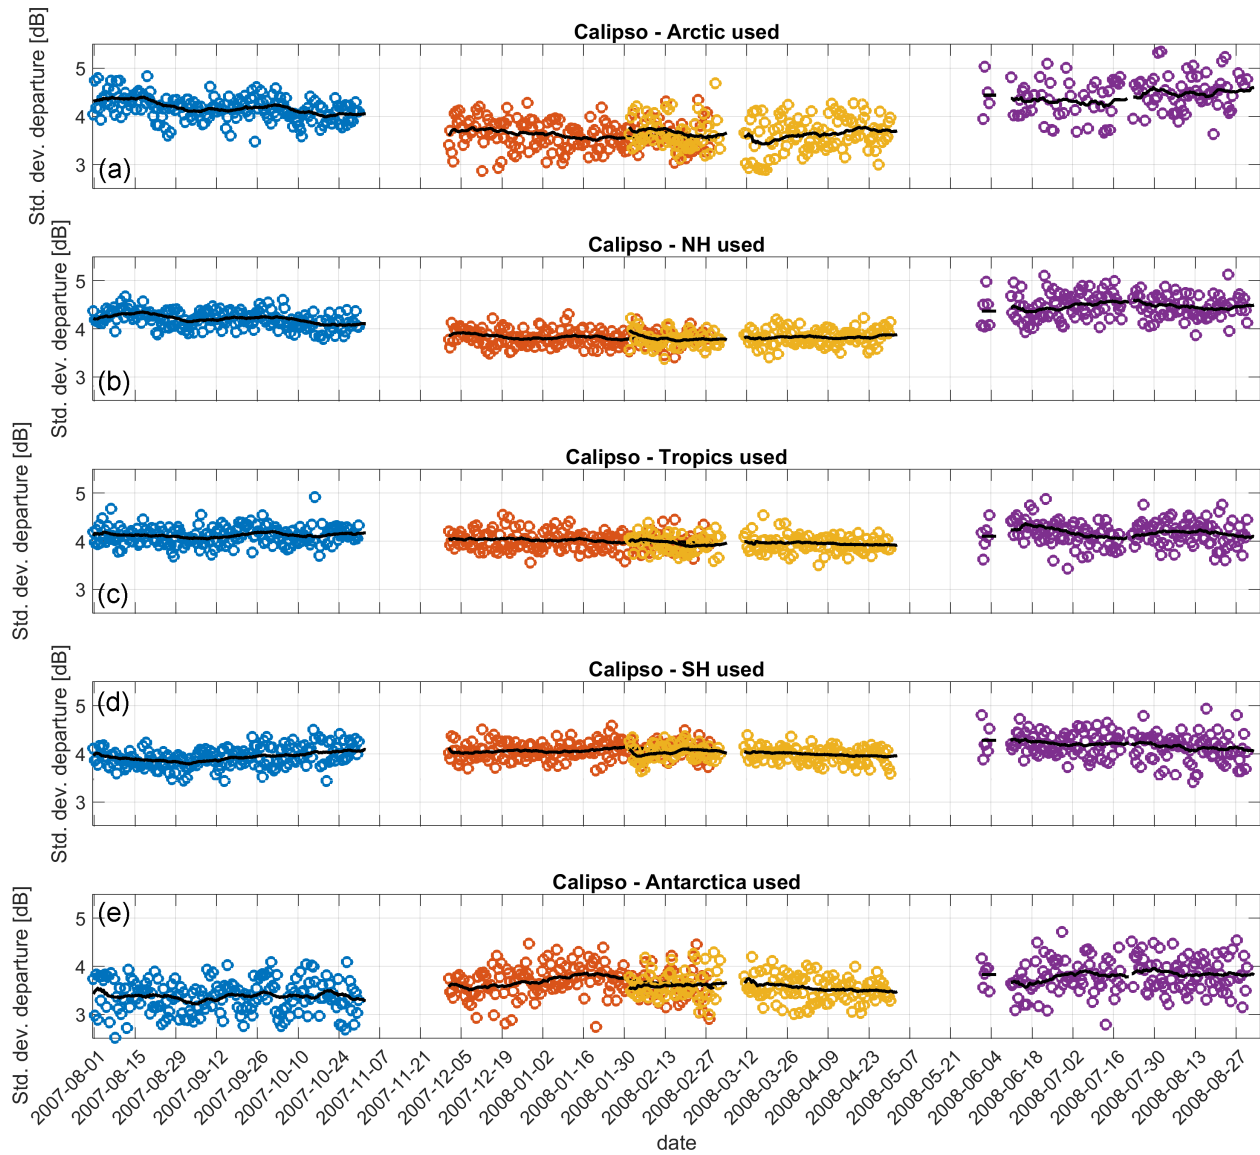 Calipso - Arctic used
Std. dev. departure [dB]
5
4
3
(a)
Calipso - NH used
Std. dev. departure [dB]
5
4
3
(b)
Calipso - Tropics used
Std. dev. departure [dB]
5
4
3
(c)
Calipso - SH used
Std. dev. departure [dB]
5
4
3
(d)
Calipso - Antarctica used
Std. dev. departure [dB]
5
4
3
(e)
2007-08-01
2007-08-15
2007-08-29
2007-09-12
2007-09-26
2007-10-10
2007-10-24
2007-11-07
2007-11-21
2007-12-05
2007-12-19
2008-01-02
2008-01-16
2008-01-30
2008-02-13
2008-02-27
2008-03-12
2008-03-26
2008-04-09
2008-04-23
2008-05-07
2008-05-21
2008-06-04
2008-06-18
2008-07-02
2008-07-16
2008-07-30
2008-08-13
2008-08-27
date